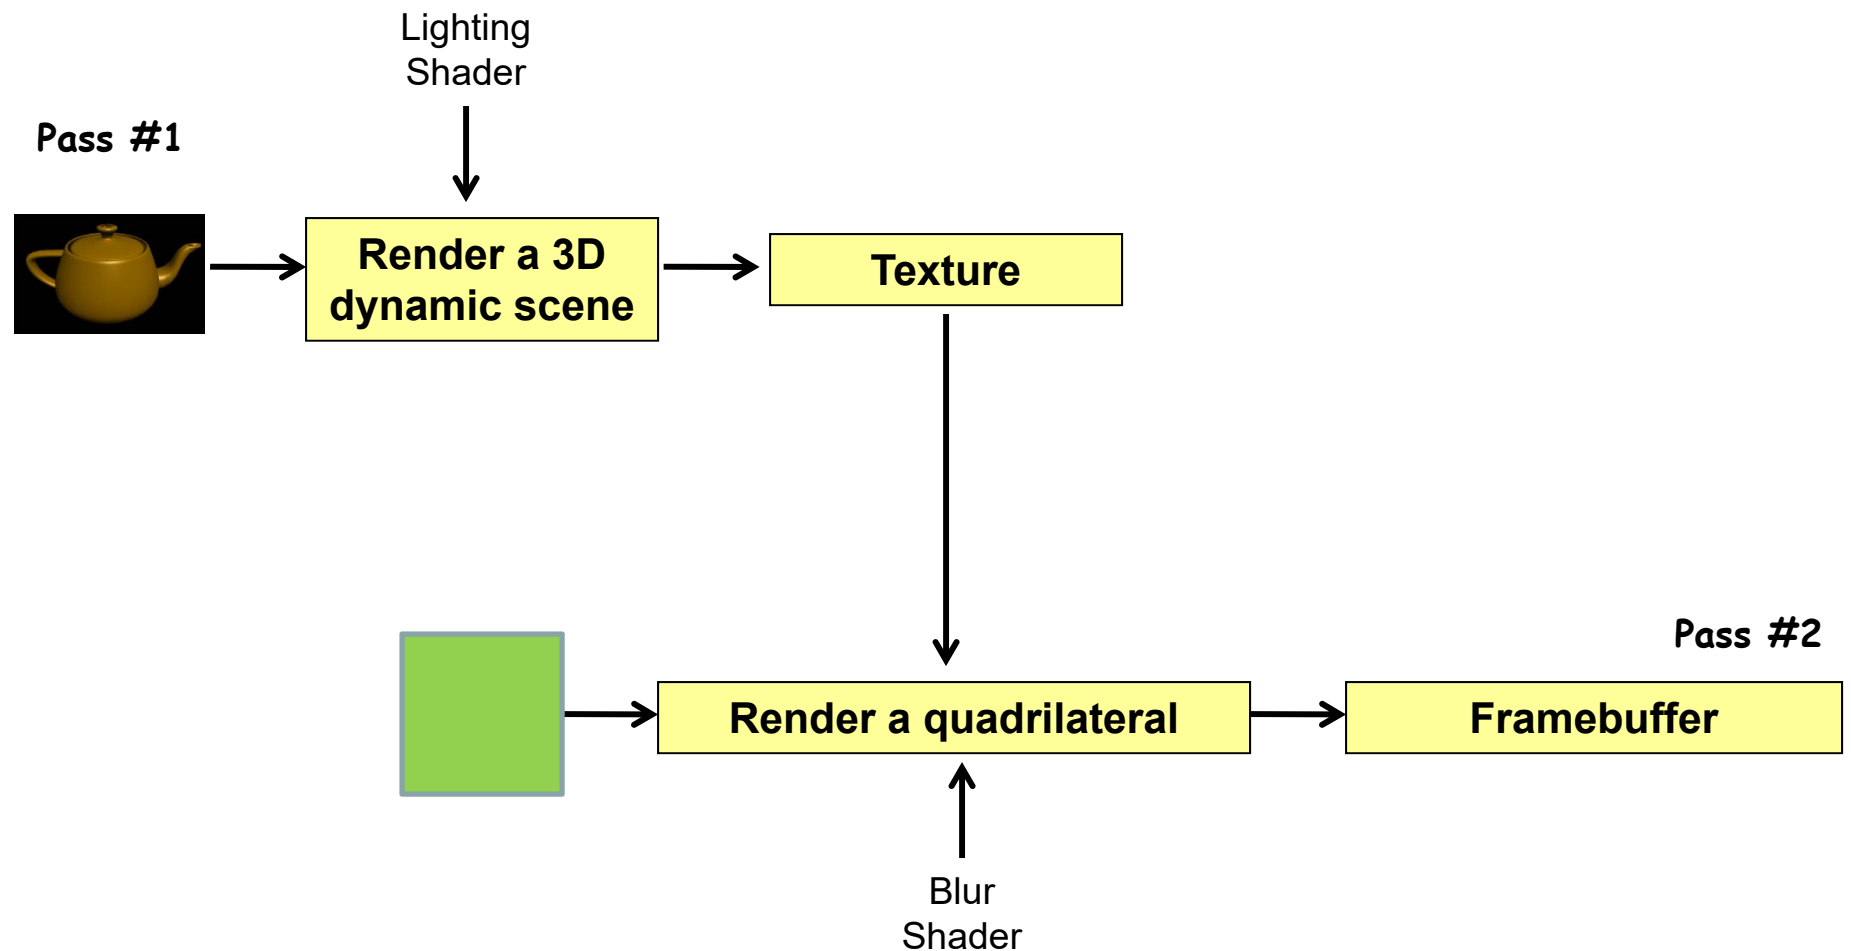 Lighting
Shader
Pass #1
Render a 3D
dynamic scene
Texture
Pass #2
Render a quadrilateral
Framebuffer
Blur
Shader